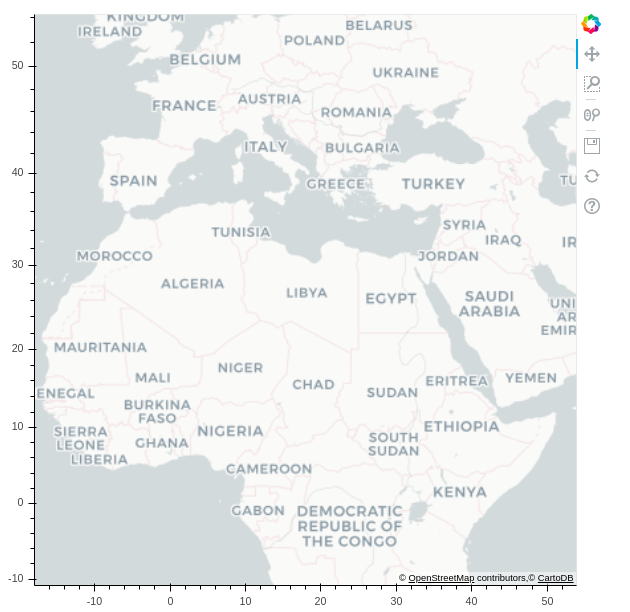 KINGDOM
IRELAND
BELARUS
POLAND
BELGIUM
UKRAINE
AUSTRIA
FRANCE
ROMANIA
ITALY
BULGARIA
SPAIN
GREECE
TURKEY
TUNISIA
SYRIA
IRAQ
MOROCCO
JORDAN
ALGERIA
LIBYA
EGYPT
SAUDI
ARABIA
UNI
AR
EMIR
IR
TU
MAURITANIA
MALI
NIGER
CHAD
SUDAN
ERITREA
YEMEN
ENEGAL
BURKINA
FASO
SIERRA
LEONE
LIBERIA
GHANA
NIGERIA
SOUTH
SUDAN
ETHIOPIA
CAMEROON
KENYA
GABON
DEMOCRATIC
REPUBLIC OF
THE CONGO
© OpenStreetMap contributors,© CartoDB
50
40
30
20
10
0
-10
-10 0 10 20 30 40 50